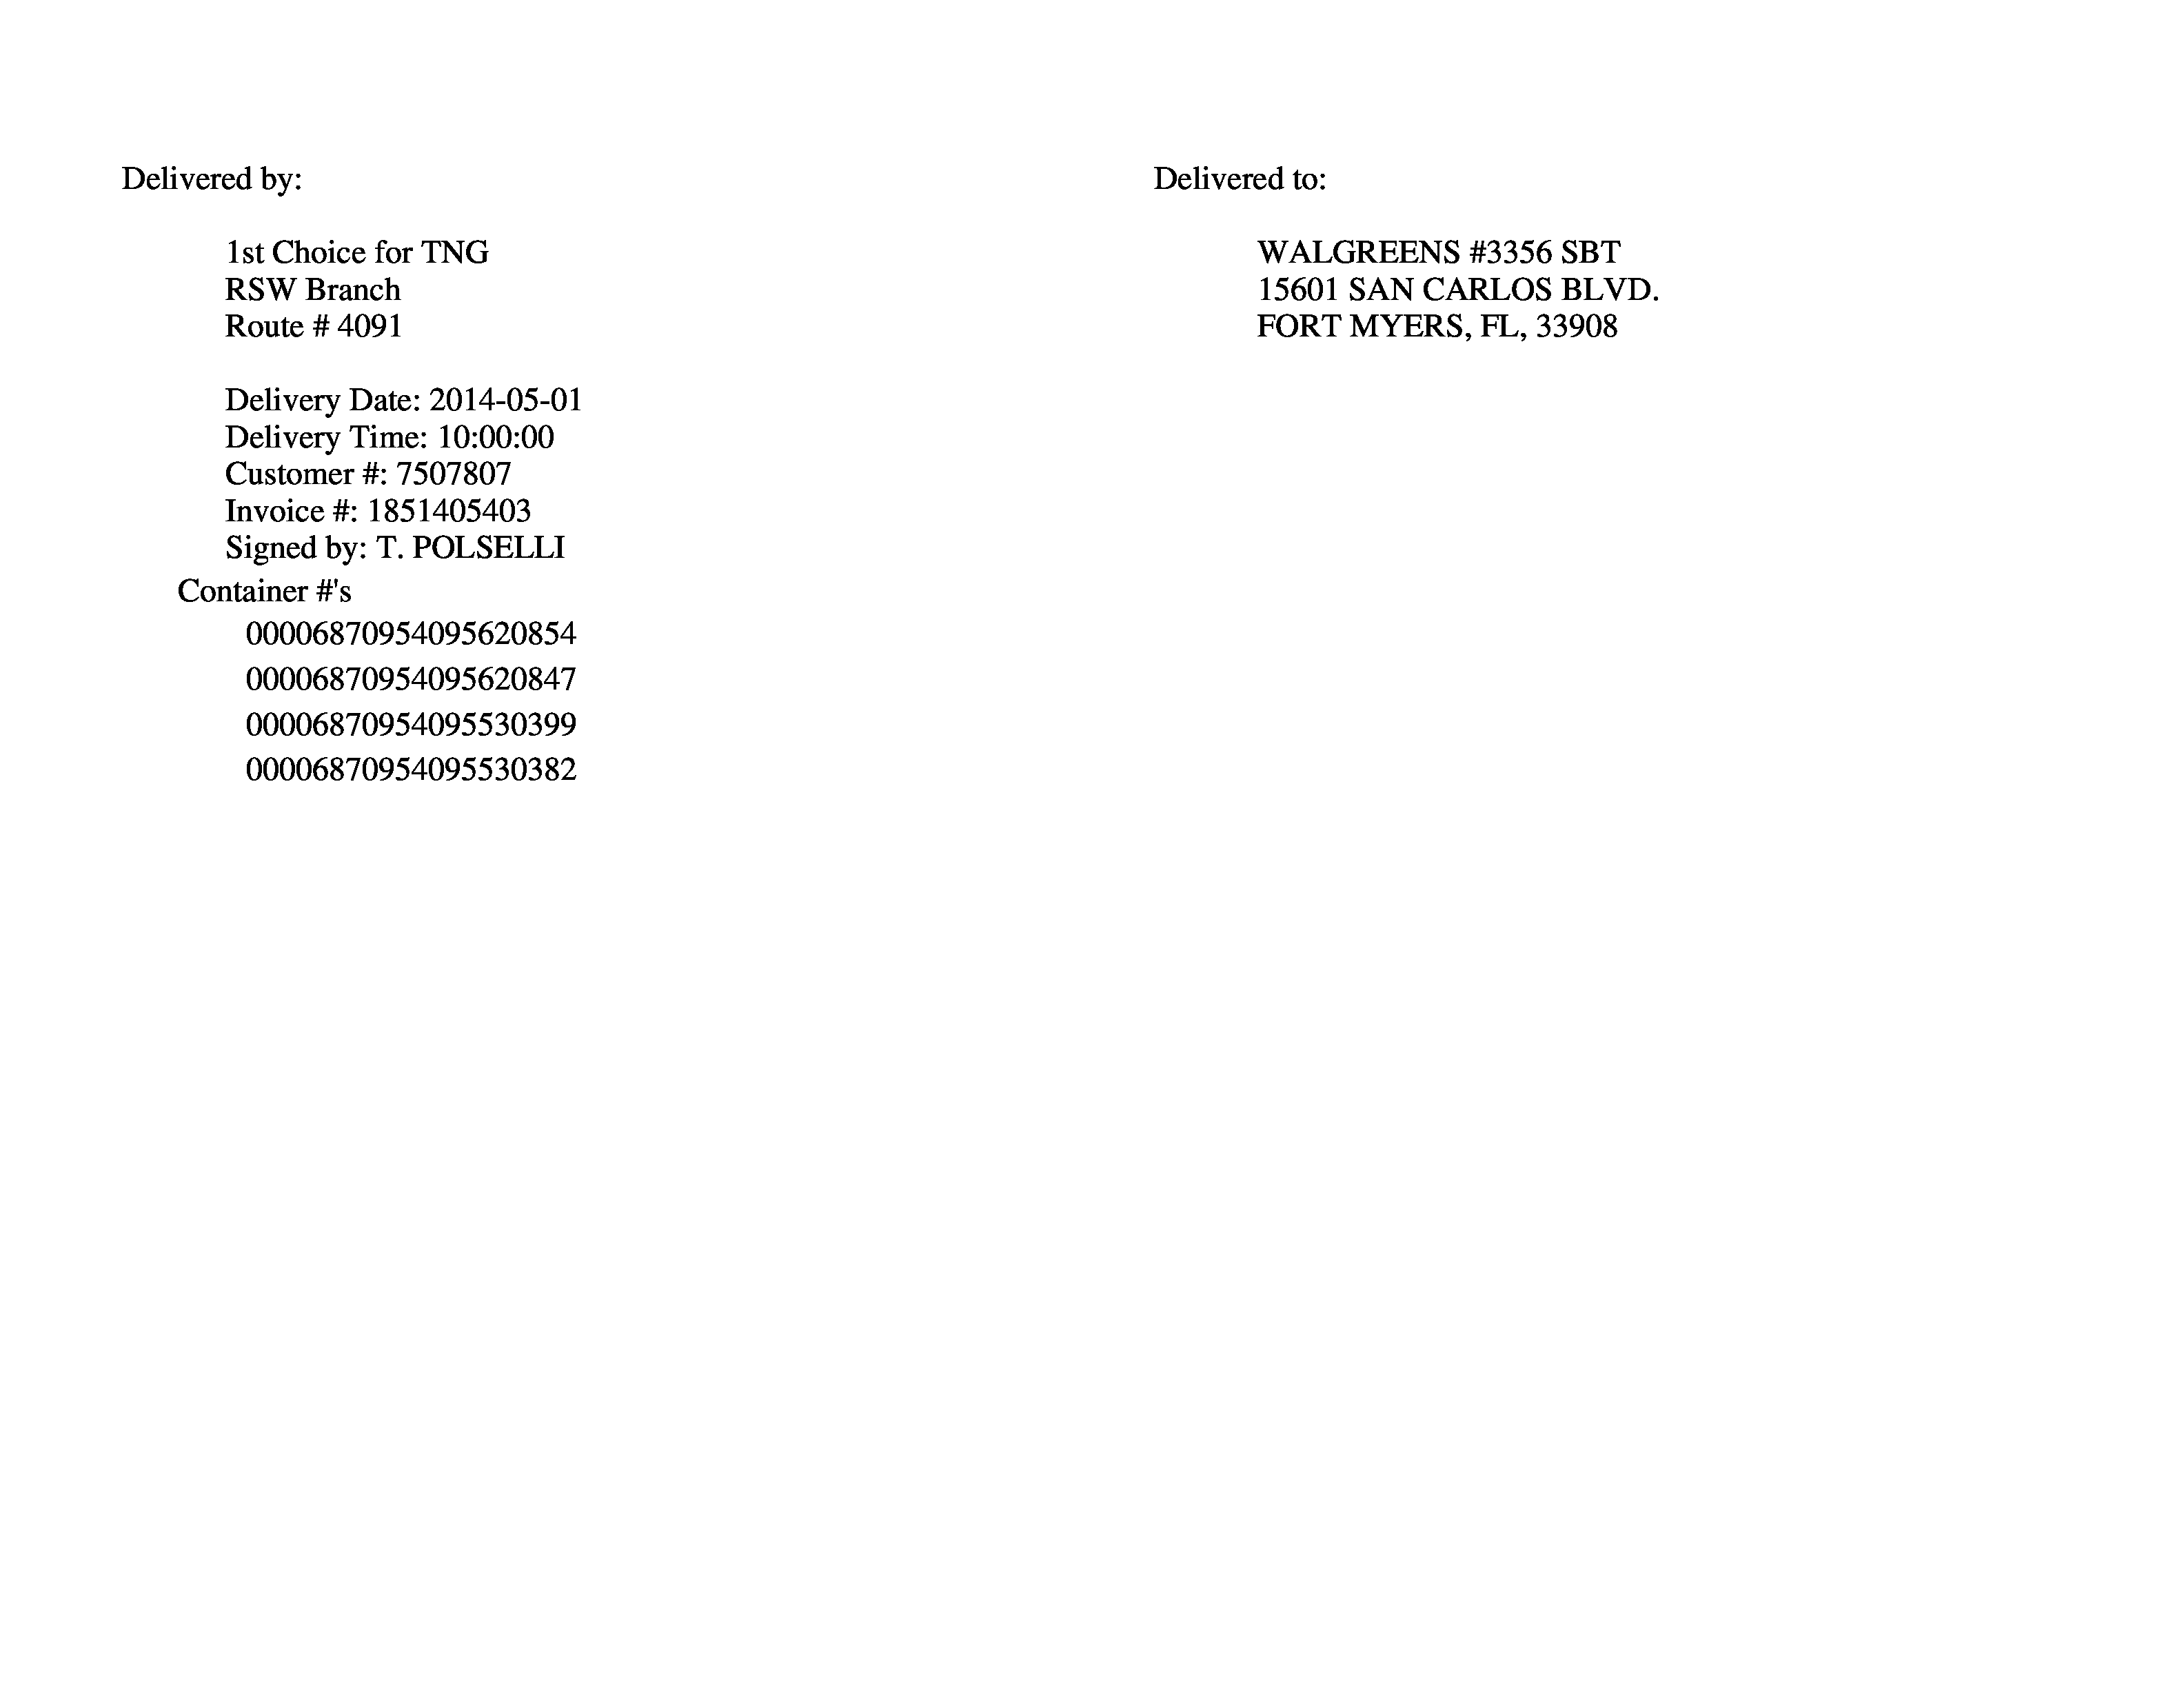 Delivered by:
1st Choice for TNG
RSW Branch
Route # 4091
Delivery Date: 2014-05-01
Delivery Time: 10:00:00
Customer #: 7507807
Invoice #: 1851405403
Signed by: T. POLSELLI
Container #'s
00006870954095620854
00006870954095620847
00006870954095530399
00006870954095530382
Delivered to:
WALGREENS #3356 SBT
15601 SAN CARLOS BLVD.
FORT MYERS, FL, 33908